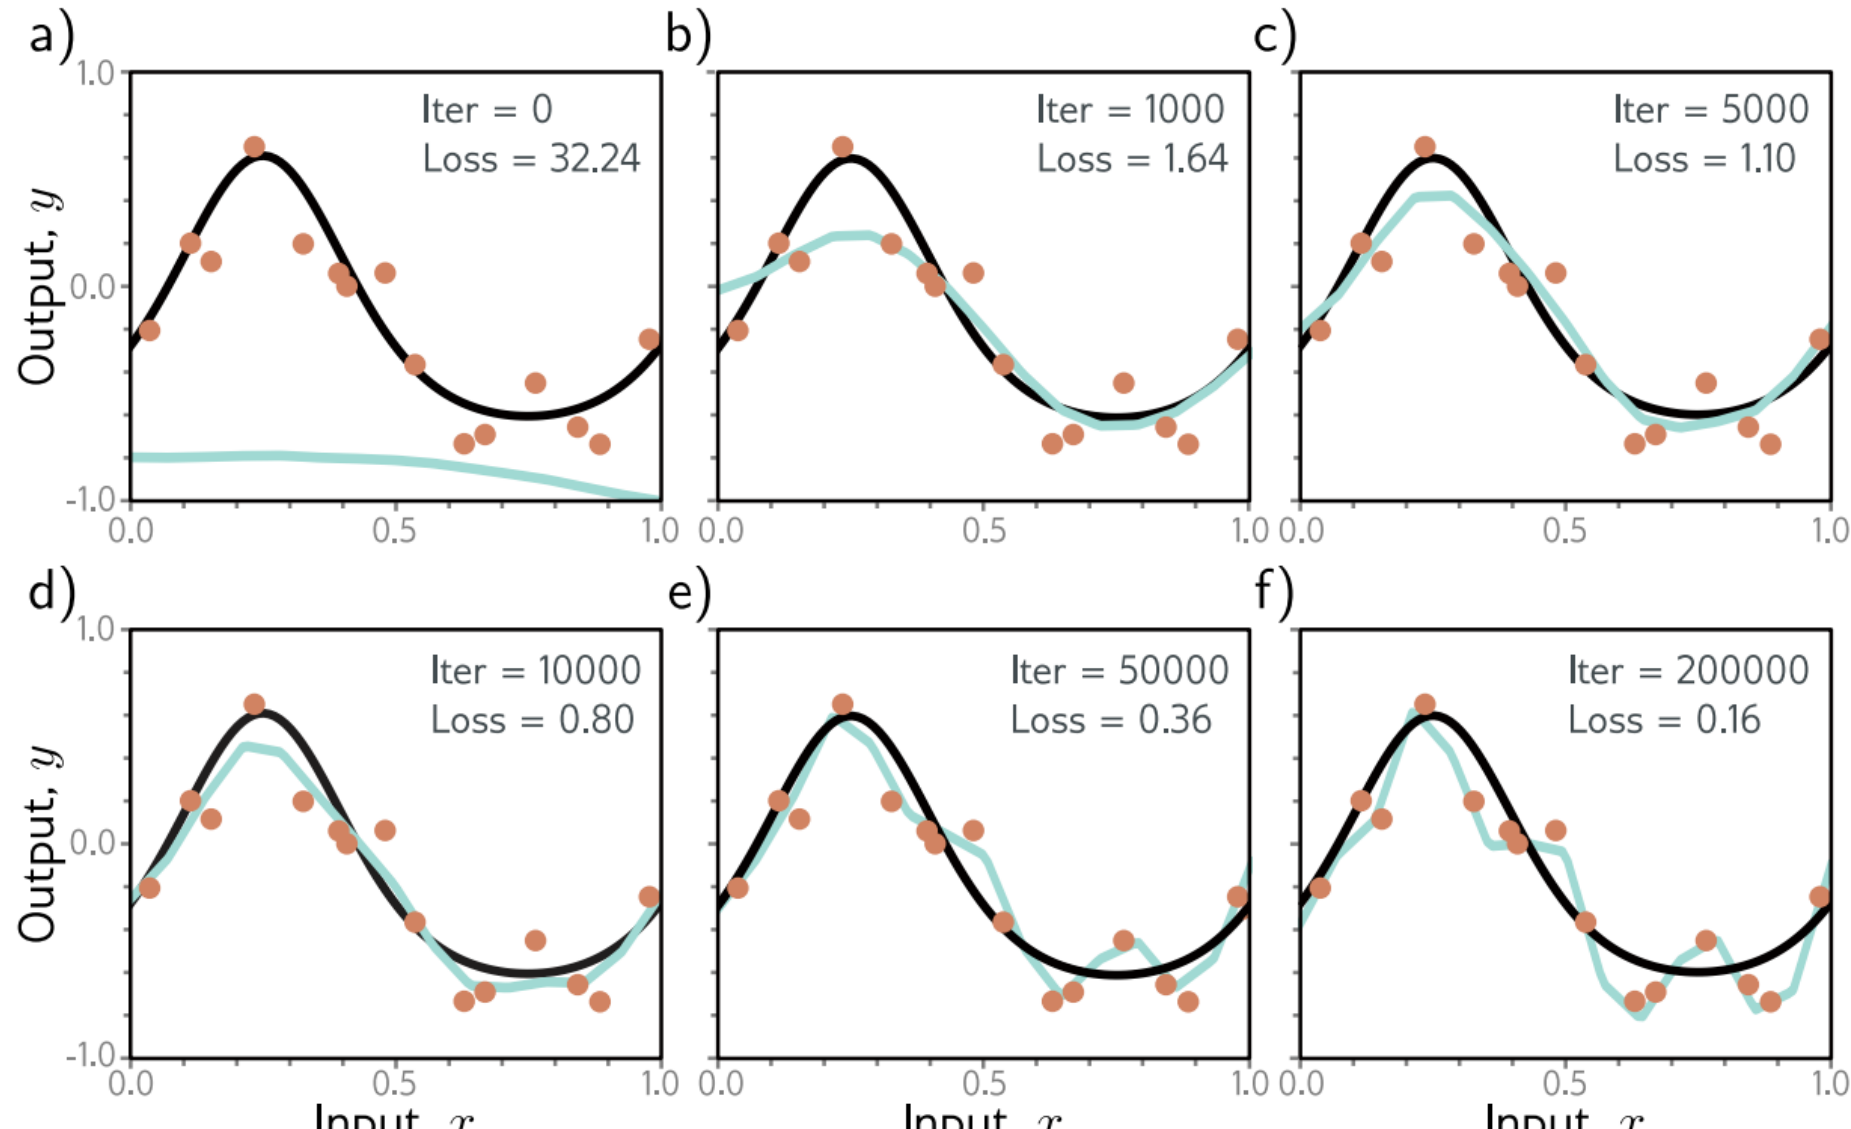 a)
1.0
Iter = 0
Loss = 32.24
Output, y
0.0
-1.0
0.0 0.5 1.0
b)
Iter = 1000
Loss = 1.64
0.5 1.0
c)
Iter = 5000
Loss = 1.10
0.0 0.5 1.0
d)
1.0
Iter = 10000
Loss = 0.80
Output, y
0.0
-1.0
0.0 0.5 1.0
Input, x
e)
Iter = 50000
Loss = 0.36
0.5 1.0
Input, x
f)
Iter = 200000
Loss = 0.16
0.0 0.5 1.0
Input, x